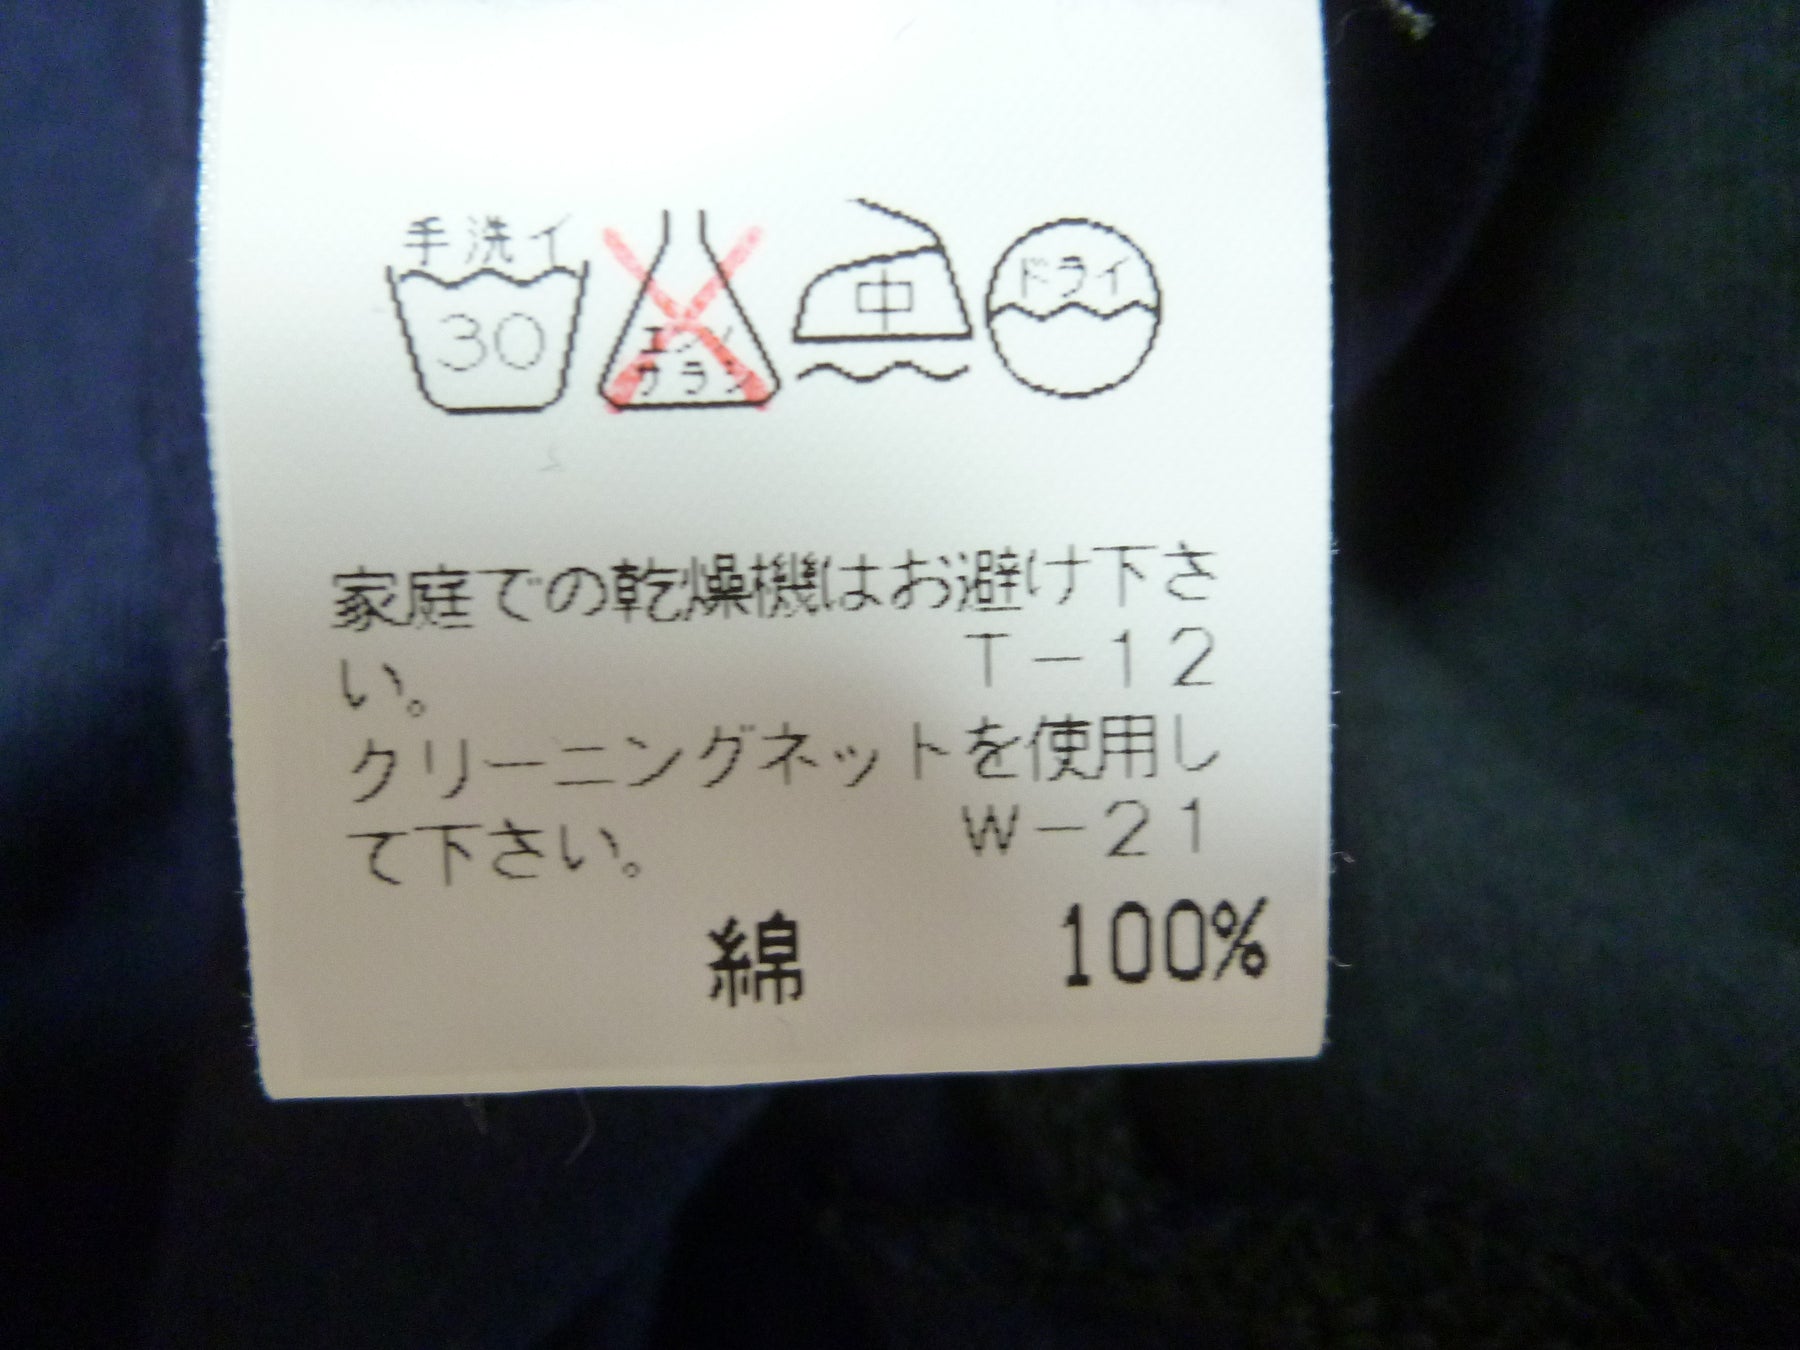 手洗イ
30
エンソ
サラシ
中
ドライ
家庭での乾燥機はお避け下さ
い。 T-12
クリーニングネットを使用し
て下さい。 W-21
綿 100%